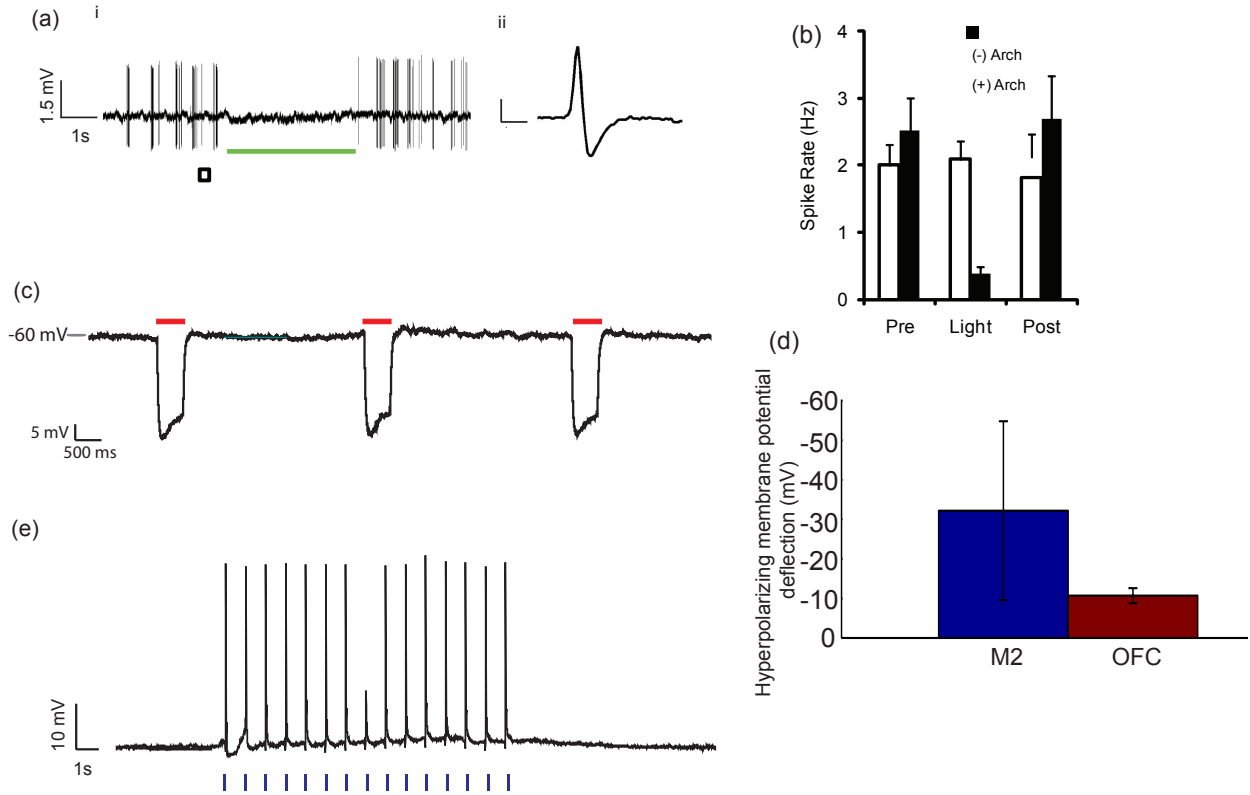 (a)
i
ii
1.5 mV
1s
(b)
4
3
2
1
0
Spike Rate (Hz)
(-) Arch
(+) Arch
Pre Light Post
(c)
-60 mV
5 mV
500 ms
(d)
-60
-50
-40
-30
-20
-10
0
Hyperpolarizing membrane potential
deflection (mV)
M2 OFC
(e)
10 mV
1s